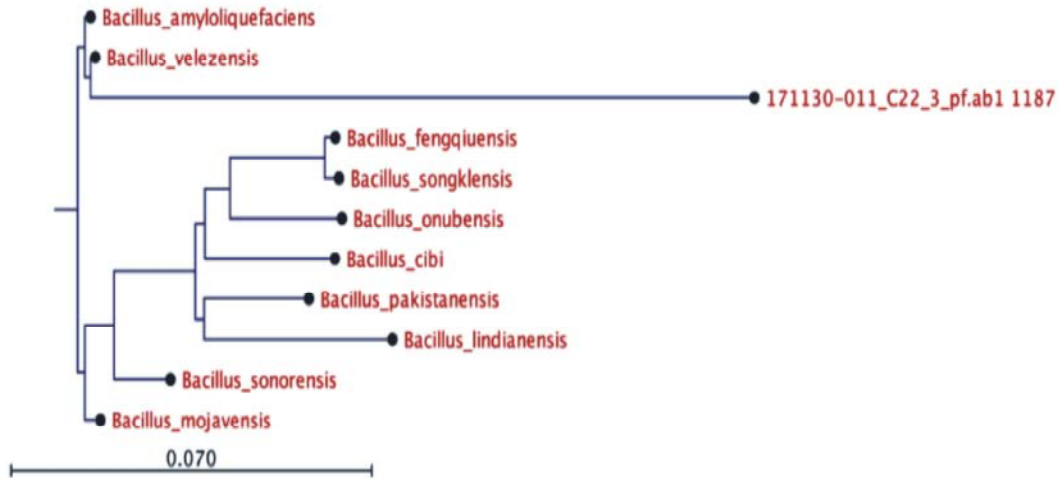 Bacillus_amyloliquefaciens
Bacillus_velezensis
171130-011_C22_3_pf.ab1 1187
Bacillus_fengqiuensis
Bacillus_songklensis
Bacillus_onubensis
Bacillus_cibi
Bacillus_pakistanensis
Bacillus_lindianensis
Bacillus_sonorensis
Bacillus_mojavensis
0.070